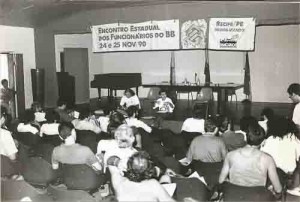 ENCONTRO ESTADUAL
DOS FUNCIONÁRIOS DO BB
24 e 25 NOV. 90
RECIFE/PE